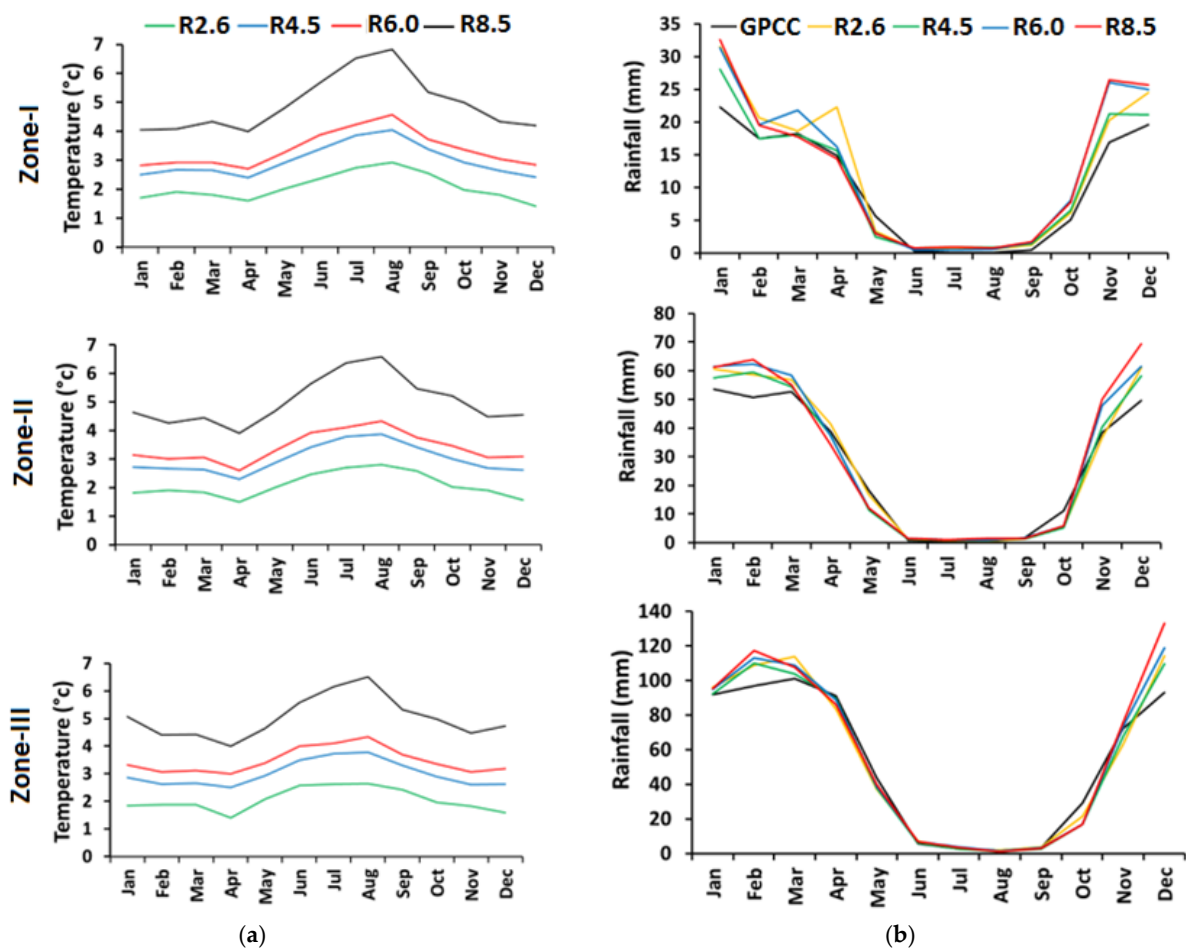 R2.6 R4.5 R6.0 R8.5
Zone-I
Temperature (°c)
7
6
5
4
3
2
1
0
Jan Feb Mar Apr May Jun Jul Aug Sep Oct Nov Dec
GPCC R2.6 R4.5 R6.0 R8.5
Rainfall (mm)
35
30
25
20
15
10
5
0
Jan Feb Mar Apr May Jun Jul Aug Sep Oct Nov Dec
Zone-II
Temperature (°c)
7
6
5
4
3
2
1
0
Jan Feb Mar Apr May Jun Jul Aug Sep Oct Nov Dec
Rainfall (mm)
80
70
60
50
40
30
20
10
0
Jan Feb Mar Apr May Jun Jul Aug Sep Oct Nov Dec
Zone-III
Temperature (°c)
7
6
5
4
3
2
1
0
Jan Feb Mar Apr May Jun Jul Aug Sep Oct Nov Dec
Rainfall (mm)
140
120
100
80
60
40
20
0
Jan Feb Mar Apr May Jun Jul Aug Sep Oct Nov Dec
(a)
(b)